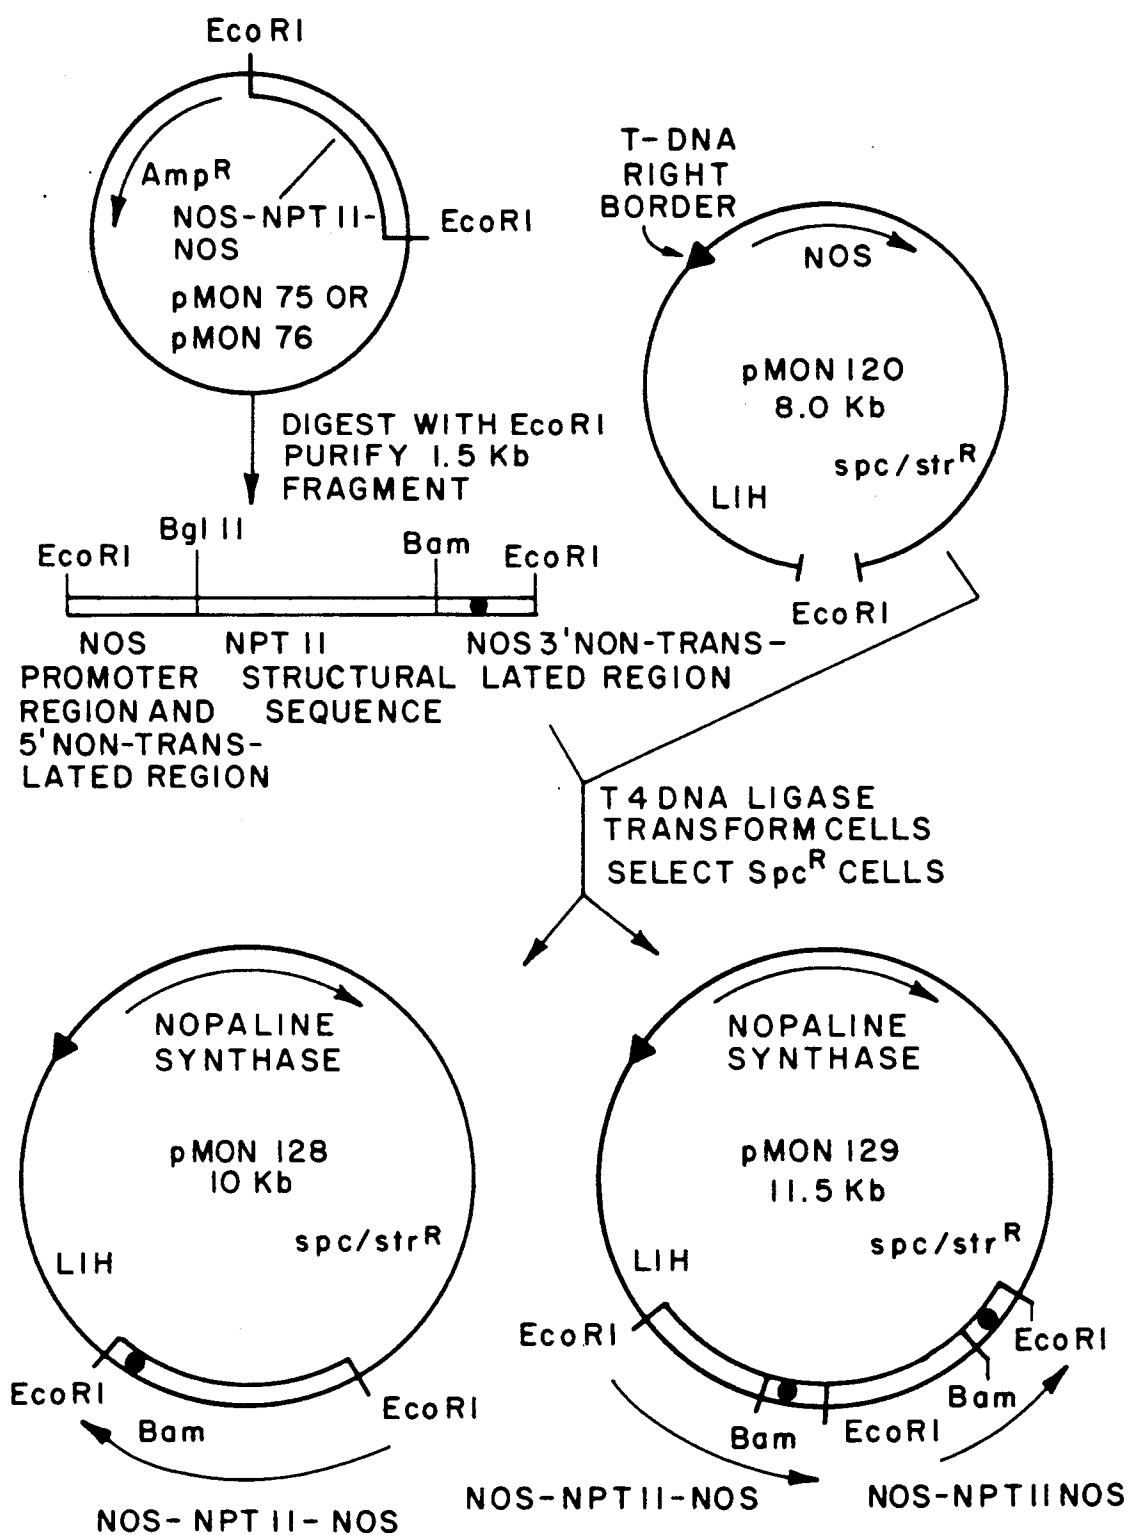 EcoRI
AmpR
NOS-NPT II-
NOS
EcoRI
pMON 75 OR
pMON 76
T-DNA
RIGHT
BORDER
NOS
pMON 120
8.0 Kb
spc/strR
LIH
EcoRI
DIGEST WITH EcoRI
PURIFY 1.5 Kb
FRAGMENT
EcoRI
Bgl II
Bam
EcoRI
NOS
PROMOTER
REGION AND
5'NON-TRANS-
LATED REGION
NPT II
STRUCTURAL
SEQUENCE
NOS 3'NON-TRANS-
LATED REGION
T4 DNA LIGASE
TRANSFORM CELLS
SELECT SpcR CELLS
NOPALINE
SYNTHASE
pMON 128
10 Kb
spc/strR
LIH
EcoRI
Bam
EcoRI
NOS-NPT II-NOS
NOPALINE
SYNTHASE
pMON 129
11.5 Kb
spc/strR
LIH
EcoRI
EcoRI
Bam
Bam
EcoRI
NOS-NPT II-NOS
NOS-NPT II NOS